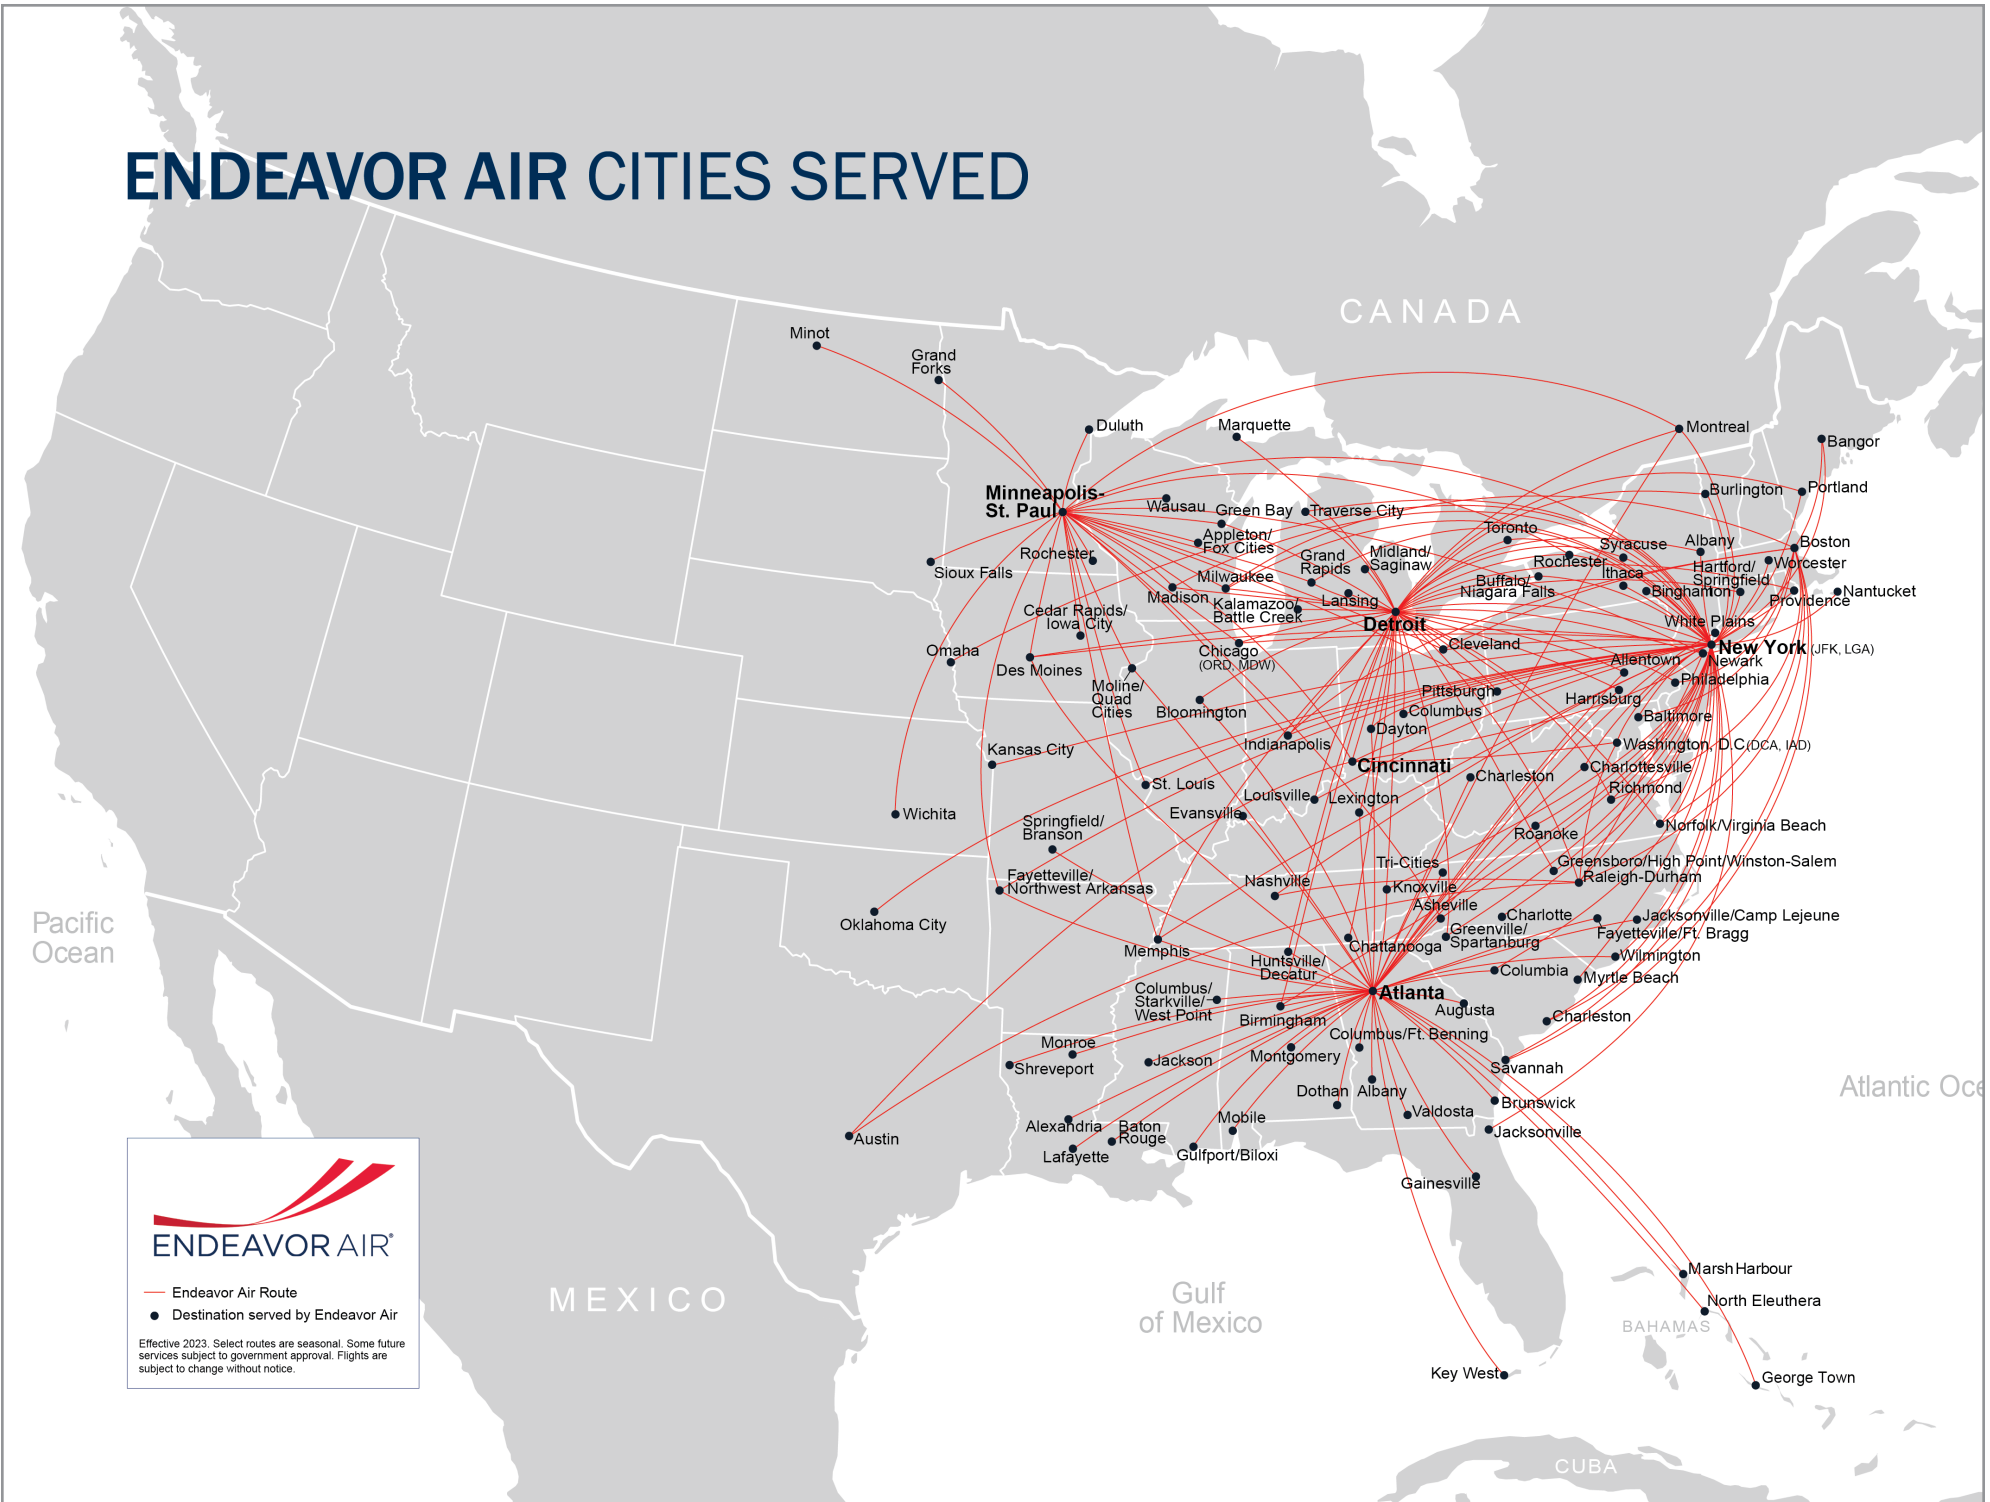 ENDEAVOR AIR CITIES SERVED
CANADA
Minot
Grand
Forks
Duluth
Marquette
Montreal
Bangor
Minneapolis-
St. Paul
Wausau
Green Bay
Traverse City
Burlington
Portland
Appleton/
Fox Cities
Toronto
Syracuse
Albany
Boston
Rochester
Sioux Falls
Grand
Rapids
Midland/
Saginaw
Rochester
Ithaca
Hartford/
Springfield
Worcester
Milwaukee
Madison
Kalamazoo/
Battle Creek
Lansing
Buffalo/
Niagara Falls
Binghamton
Providence
Nantucket
Cedar Rapids/
Iowa City
Detroit
White Plains
Omaha
Des Moines
Chicago
(ORD, MDW)
Cleveland
New York (JFK, LGA)
Newark
Allentown
Philadelphia
Moline/
Quad
Cities
Bloomington
Pittsburgh
Harrisburg
Columbus
Baltimore
Dayton
Indianapolis
Washington, D.C(DCA, IAD)
Kansas City
Cincinnati
Charleston
Charlottesville
St. Louis
Louisville
Lexington
Richmond
Wichita
Evansville
Springfield/
Branson
Roanoke
Norfolk/Virginia Beach
Tri-Cities
Greensboro/High Point/Winston-Salem
Raleigh-Durham
Fayetteville/
Northwest Arkansas
Nashville
Knoxville
Asheville
Oklahoma City
Charlotte
Jacksonville/Camp Lejeune
Fayetteville/Ft. Bragg
Greenville/
Spartanburg
Pacific
Ocean
Memphis
Chattanooga
Huntsville/
Decatur
Wilmington
Columbia
Myrtle Beach
Columbus/
Starkville/
West Point
Atlanta
Augusta
Birmingham
Charleston
Columbus/Ft. Benning
Monroe
Shreveport
Jackson
Montgomery
Savannah
Dothan
Albany
Atlantic Oce
Brunswick
Valdosta
Alexandria
Baton
Rouge
Mobile
Jacksonville
Austin
Lafayette
Gulfport/Biloxi
Gainesville
ENDEAVOR AIR®
Endeavor Air Route
Destination served by Endeavor Air
Effective 2023. Select routes are seasonal. Some future
services subject to government approval. Flights are
subject to change without notice.
MEXICO
Gulf
of Mexico
Marsh Harbour
North Eleuthera
BAHAMAS
Key West
George Town
CUBA